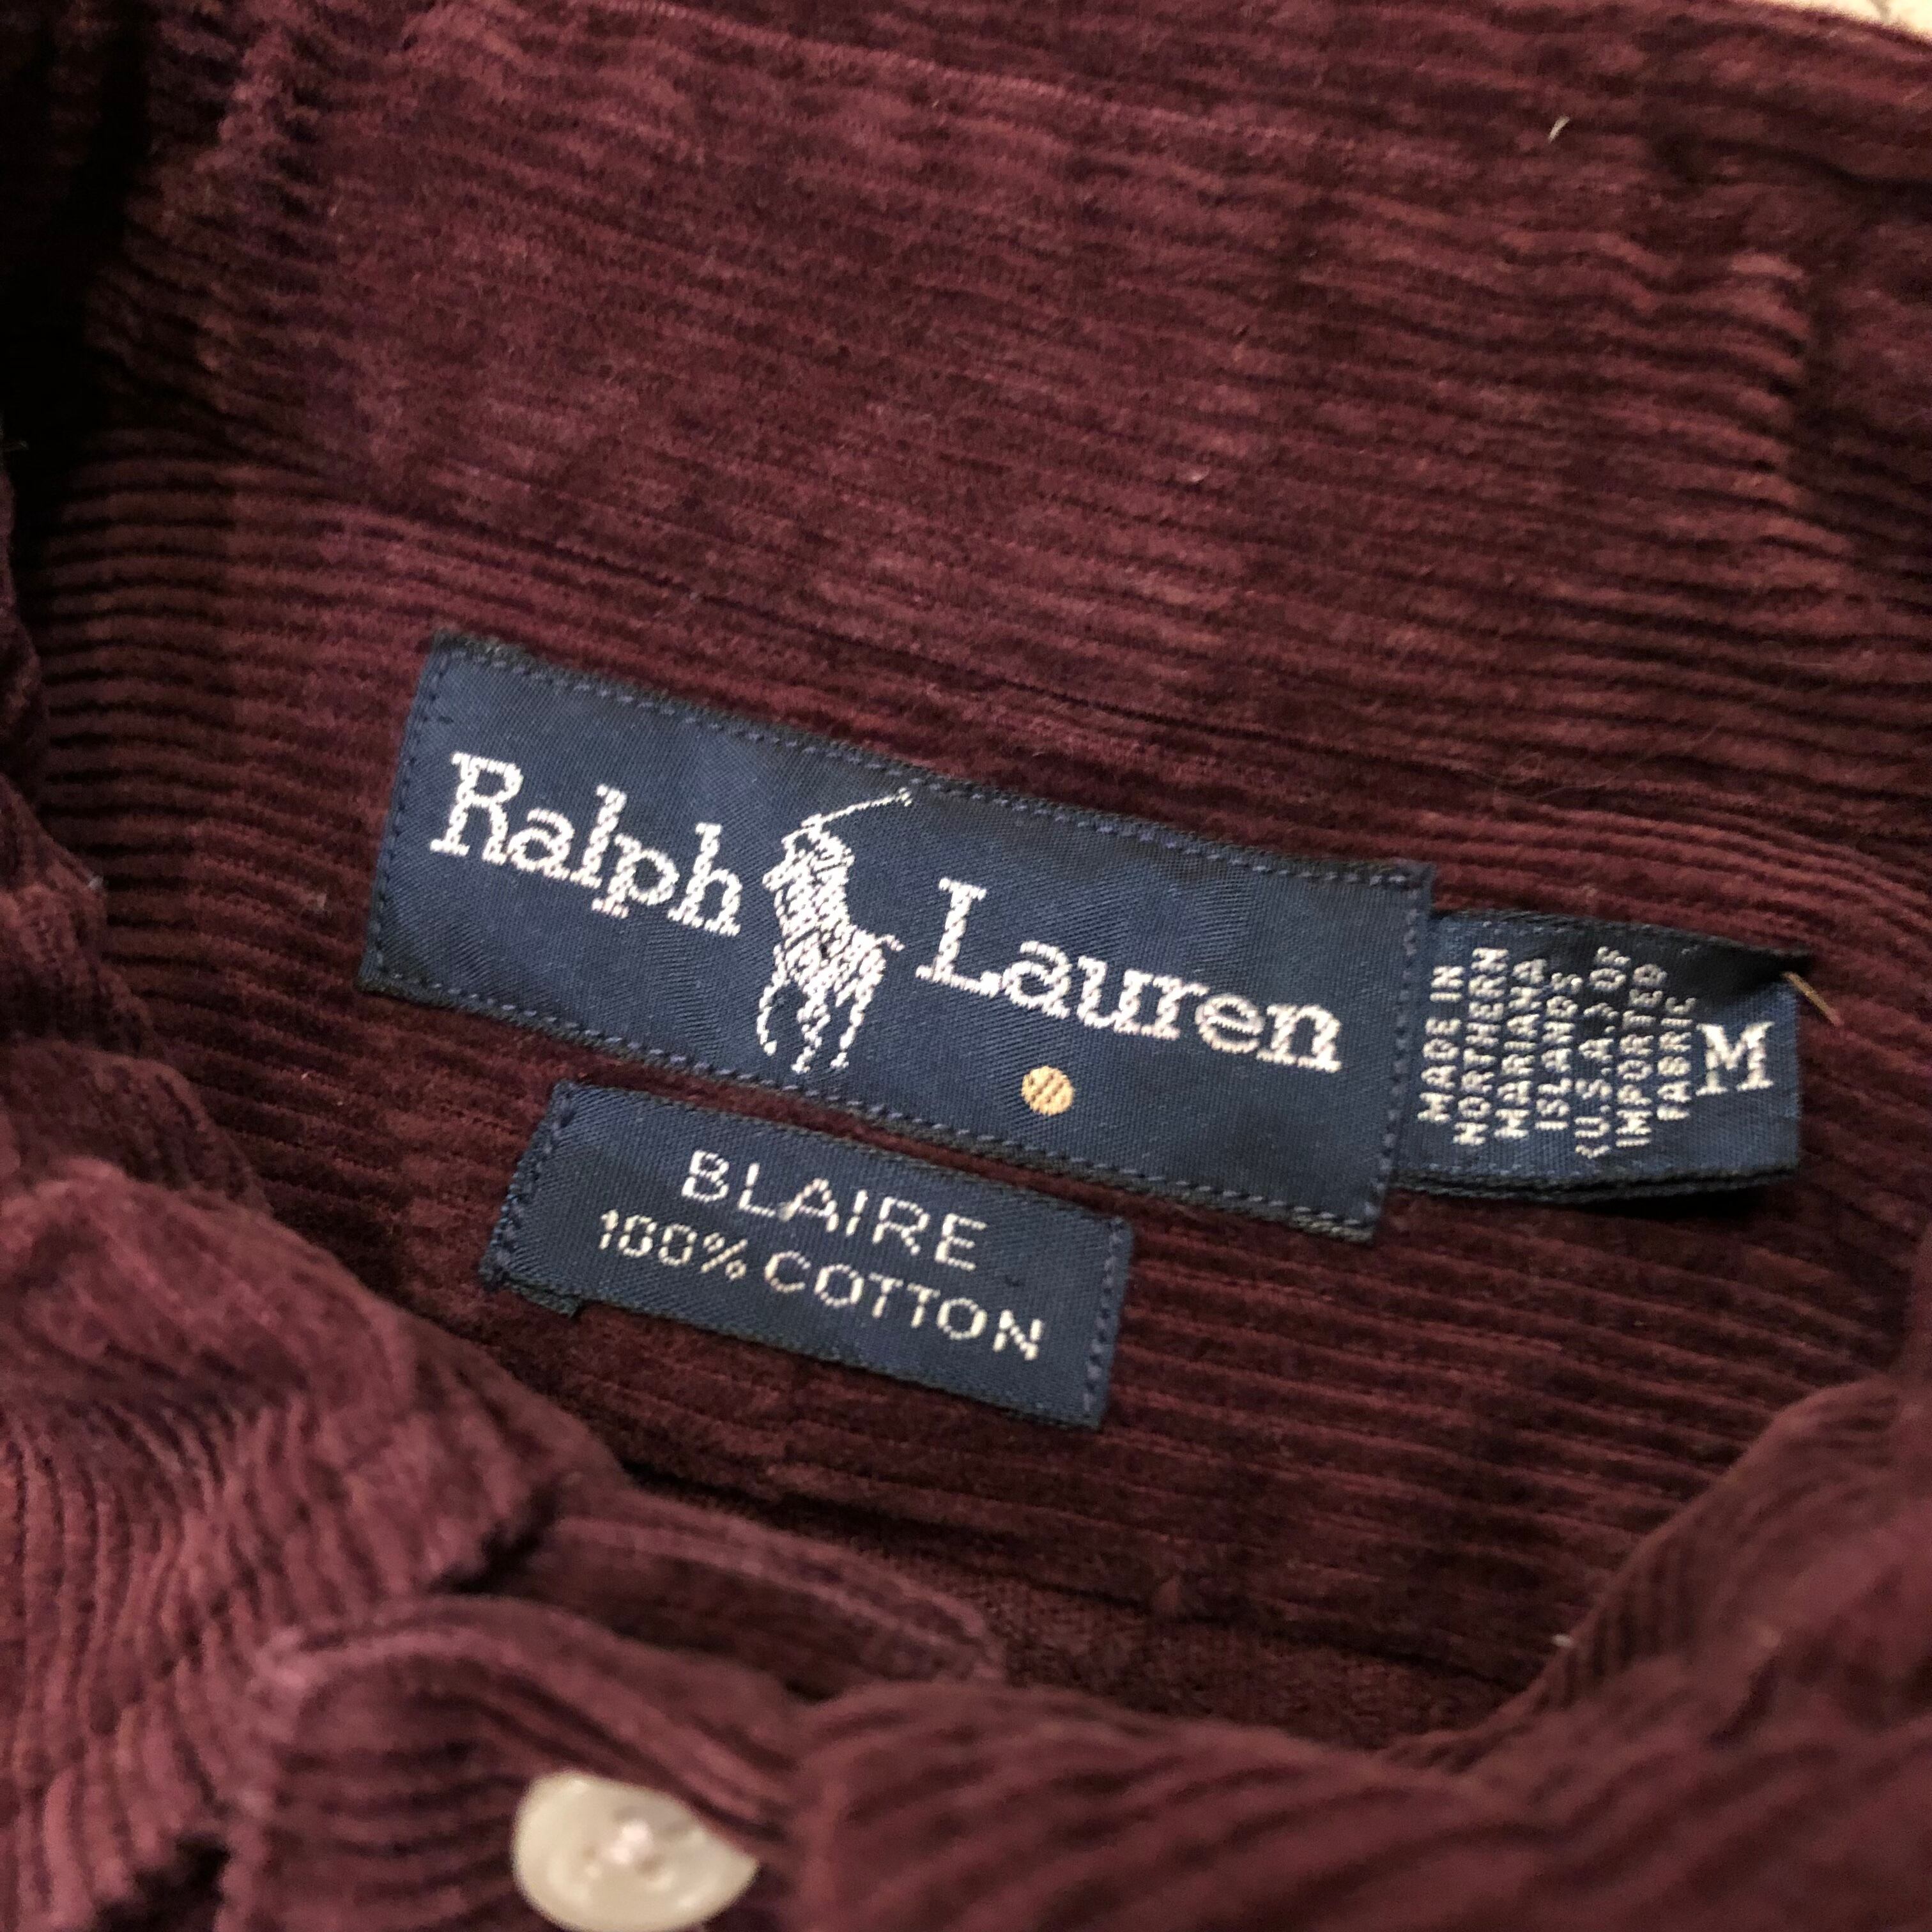 Ralph Lauren
BLAIRE
100% COTTON
MADE IN
NORTHERN
MARIANA
ISLANDS
(U.S.A.) OF
IMPORTED
FABRIC
M